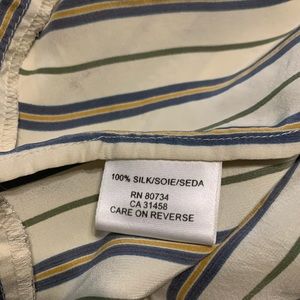 100% SILK/SOIE/SEDA
RN 80734
CA 31458
CARE ON REVERSE